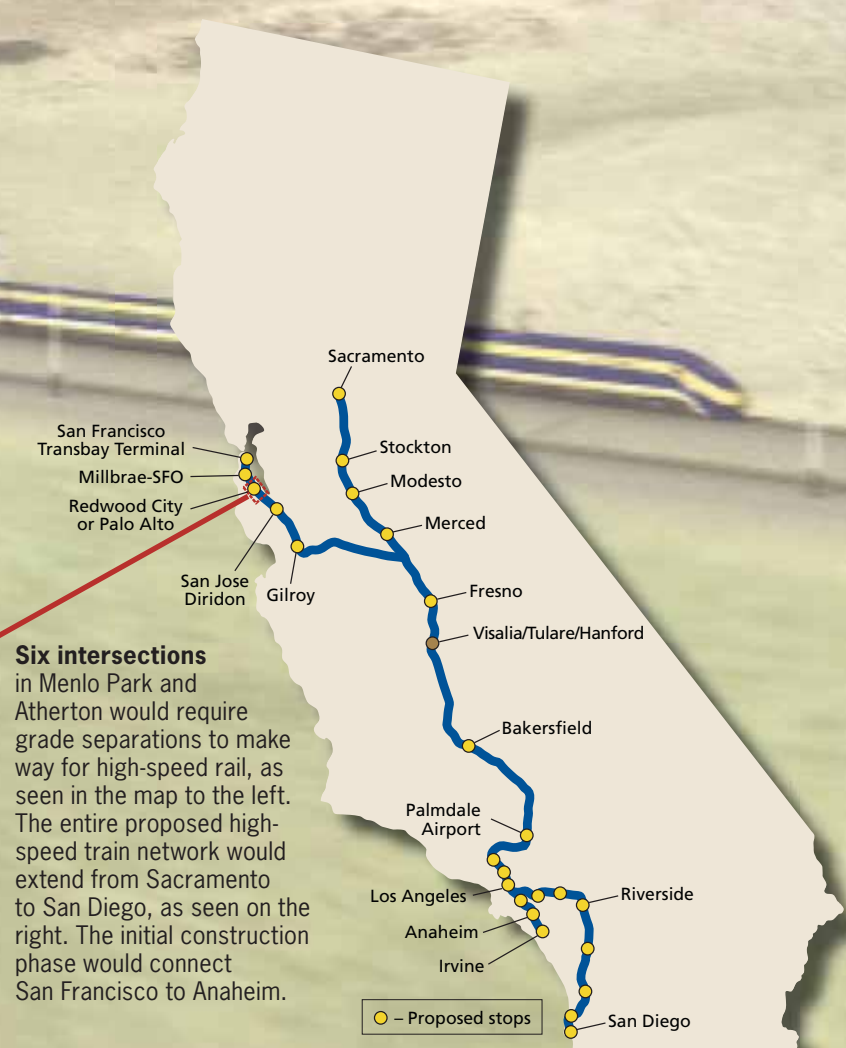 Sacramento
San Francisco
Transbay Terminal
Stockton
Millbrae-SFO
Modesto
Redwood City
or Palo Alto
Merced
San Jose
Diridon
Gilroy
Fresno
Visalia/Tulare/Hanford
Six intersections
in Menlo Park and
Atherton would require
grade separations to make
way for high-speed rail, as
seen in the map to the left.
The entire proposed high-
speed train network would
extend from Sacramento
to San Diego, as seen on the
right. The initial construction
phase would connect
San Francisco to Anaheim.
Bakersfield
Palmdale
Airport
Los Angeles
Riverside
Anaheim
Irvine
– Proposed stops
San Diego